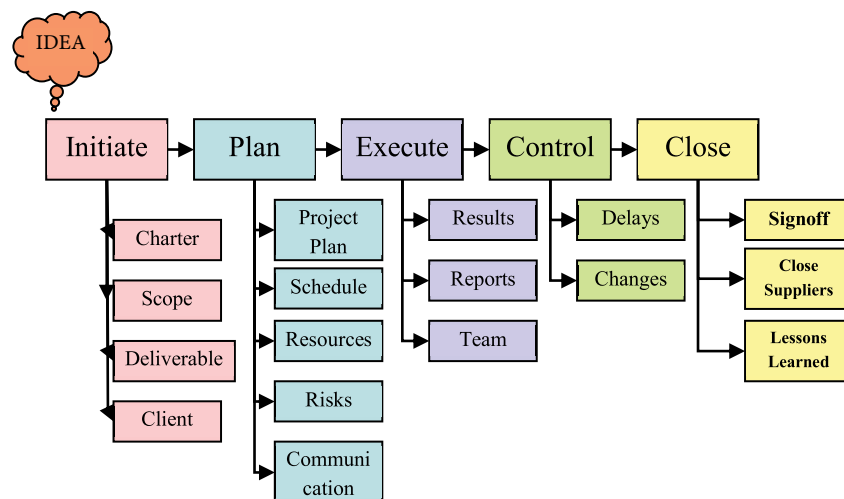 IDEA
Initiate
Plan
Execute
Control
Close
Charter
Scope
Deliverable
Client
Project
Plan
Schedule
Resources
Risks
Communi
cation
Results
Reports
Team
Delays
Changes
Signoff
Close
Suppliers
Lessons
Learned